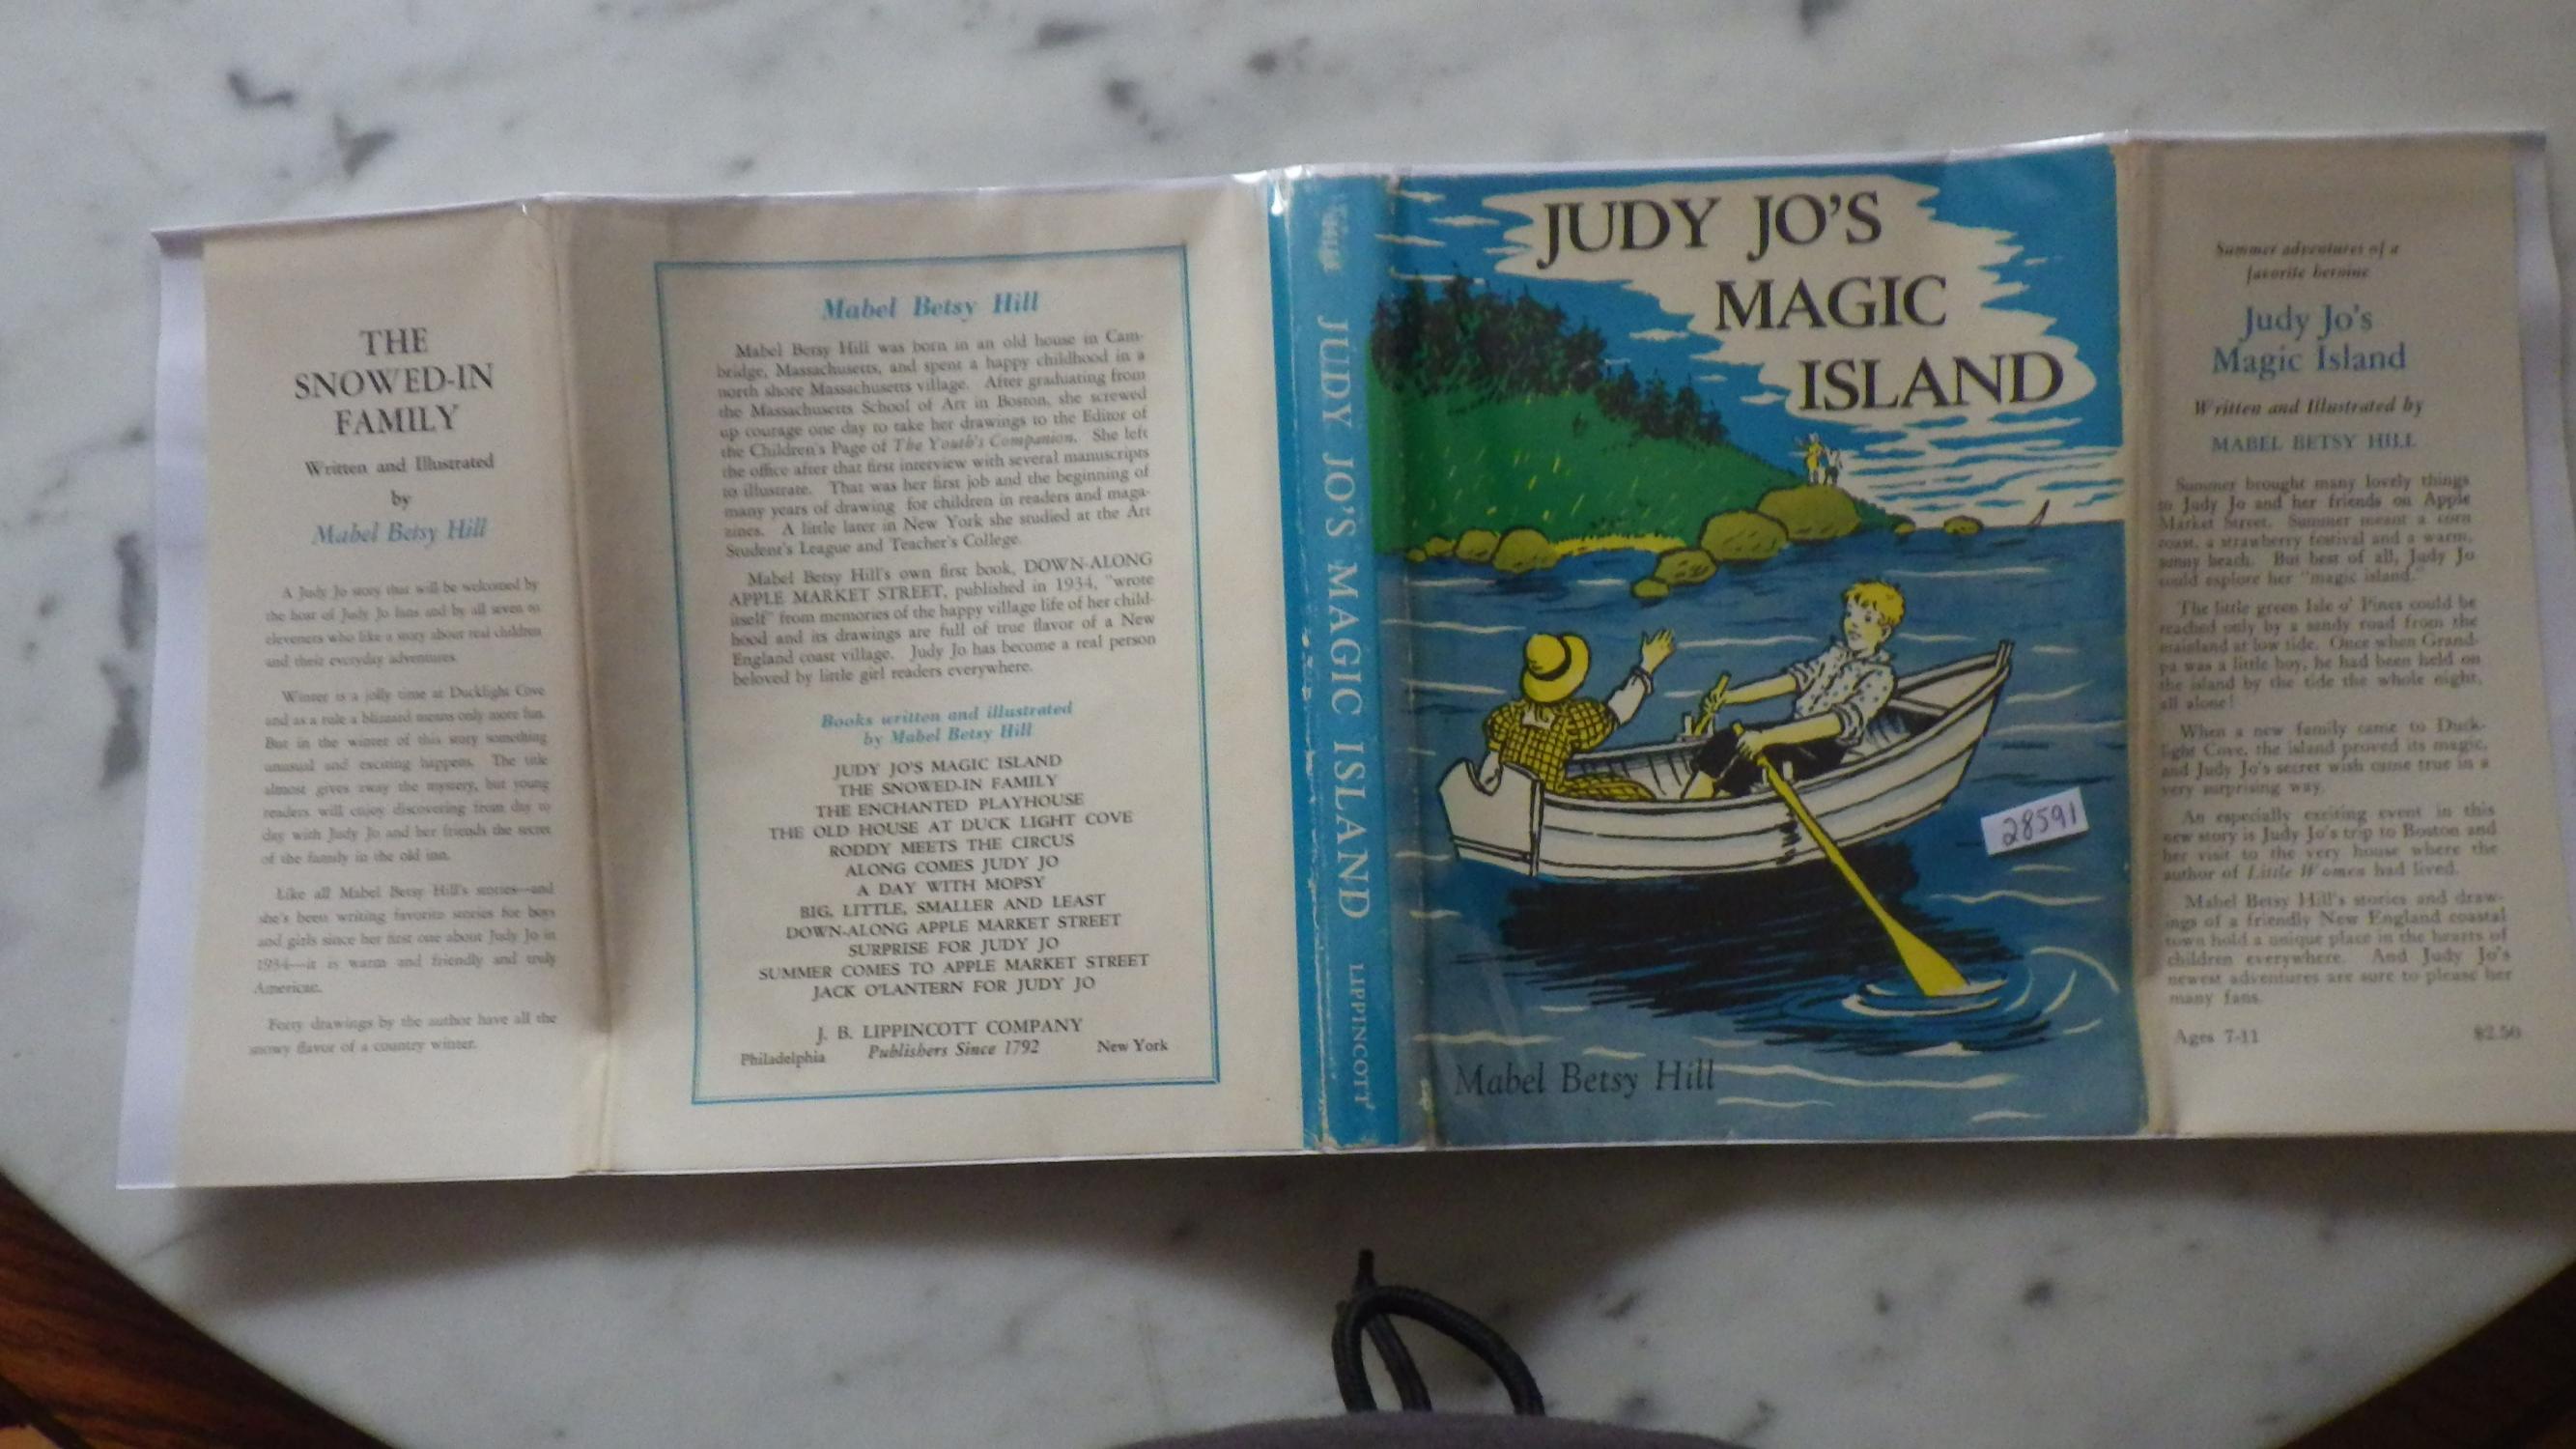 THE
SNOWED-IN
FAMILY
Written and Illustrated
by
Mabel Betsy Hill
A Judy Jo story that will be welcomed by
the host of Judy Jo fans and by all seven to
eleveners who like a story about real children
and their everyday adventures.
Winter is a jolly time at Ducklight Cove
and as a rule a blizzard means only more fun.
But in the winter of this story something
unusual and exciting happens. The title
almost gives away the mystery, but young
readers will enjoy discovering from day to
day with Judy Jo and her friends the secret
of the family in the old inn.
Like all Mabel Betsy Hill's stories—and
she's been writing favorite stories for boys
and girls since her first one about Judy Jo in
1934—it is warm and friendly and truly
American.
Forty drawings by the author have all the
snowy flavor of a country winter.
Mabel Betsy Hill
Mabel Betsy Hill was born in an old house in Cam-
bridge, Massachusetts, and spent a happy childhood in a
north shore Massachusetts village. After graduating from
the Massachusetts School of Art in Boston, she screwed
up courage one day to take her drawings to the Editor of
the Children's Page of The Youth's Companion. She left
the office after that first interview with several manuscripts
to illustrate. That was her first job and the beginning of
many years of drawing for children in readers and maga-
zines. A little later in New York she studied at the Art
Student's League and Teacher's College.
Mabel Betsy Hill's own first book, DOWN-ALONG
APPLE MARKET STREET, published in 1934, "wrote
itself" from memories of the happy village life of her child-
hood and its drawings are full of true flavor of a New
England coast village. Judy Jo has become a real person
beloved by little girl readers everywhere.
Books written and illustrated
by Mabel Betsy Hill
JUDY JO'S MAGIC ISLAND
THE SNOWED-IN FAMILY
THE ENCHANTED PLAYHOUSE
THE OLD HOUSE AT DUCK LIGHT COVE
RODDY MEETS THE CIRCUS
ALONG COMES JUDY JO
A DAY WITH MOPSY
BIG, LITTLE, SMALLER AND LEAST
DOWN-ALONG APPLE MARKET STREET
SURPRISE FOR JUDY JO
SUMMER COMES TO APPLE MARKET STREET
JACK O'LANTERN FOR JUDY JO
J. B. LIPPINCOTT COMPANY
Philadelphia Publishers Since 1792 New York
JUDY JO'S MAGIC ISLAND LIPPINCOTT
JUDY JO'S
MAGIC
ISLAND
28591
Mabel Betsy Hill
Summer adventures of a
favorite heroine
Judy Jo's
Magic Island
Written and Illustrated by
MABEL BETSY HILL
Summer brought many lovely things
to Judy Jo and her friends on Apple
Market Street. Summer meant a corn
roast, a strawberry festival and a warm,
sunny beach. But best of all, Judy Jo
could explore her "magic island."
The little green Isle o' Pines could be
reached only by a sandy road from the
mainland at low tide. Once when Grand-
pa was a little boy, he had been held on
the island by the tide the whole night,
all alone!
When a new family came to Duck-
light Cove, the island proved its magic,
and Judy Jo's secret wish came true in a
very surprising way.
An especially exciting event in this
new story is Judy Jo's trip to Boston and
her visit to the very house where the
author of Little Women had lived.
Mabel Betsy Hill's stories and draw-
ings of a friendly New England coastal
town hold a unique place in the hearts of
children everywhere. And Judy Jo's
newest adventures are sure to please her
many fans.
Ages 7-11 $2.50